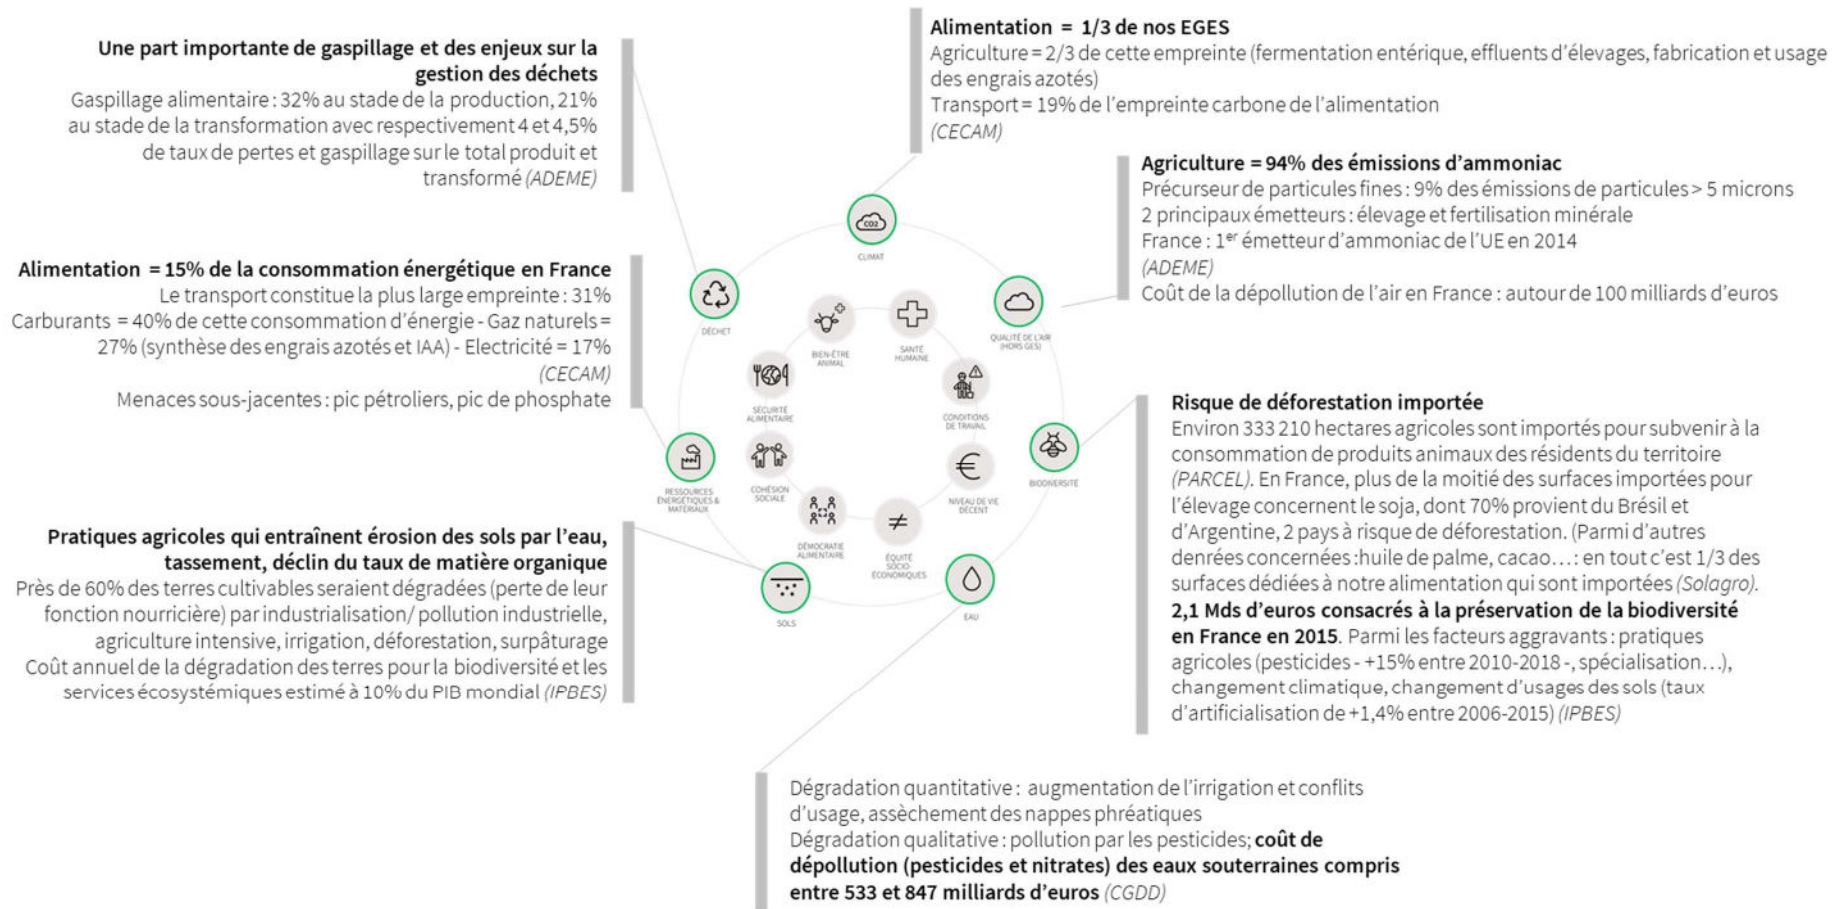 Une part importante de gaspillage et des enjeux sur la
gestion des déchets
Gaspillage alimentaire : 32% au stade de la production, 21%
au stade de la transformation avec respectivement 4 et 4,5%
de taux de pertes et gaspillage sur le total produit et
transformé (ADEME)
Alimentation = 1/3 de nos EGES
Agriculture = 2/3 de cette empreinte (fermentation entérique, effluents d'élevages, fabrication et usage
des engrais azotés)
Transport = 19% de l'empreinte carbone de l'alimentation
(CECAM)
Agriculture = 94% des émissions d'ammoniac
Précurseur de particules fines : 9% des émissions de particules > 5 microns
2 principaux émetteurs : élevage et fertilisation minérale
France : 1er émetteur d'ammoniac de l'UE en 2014
(ADEME)
Coût de la dépollution de l'air en France : autour de 100 milliards d'euros
Alimentation = 15% de la consommation énergétique en France
Le transport constitue la plus large empreinte : 31%
Carburants = 40% de cette consommation d'énergie - Gaz naturels =
27% (synthèse des engrais azotés et IAA) - Electricité = 17%
(CECAM)
Menaces sous-jacentes : pic pétroliers, pic de phosphate
CO2
CLIMAT
DÉCHET
QUALITÉ DE L'AIR
(HORS GES)
BIEN-ÊTRE
ANIMAL
SANTÉ
HUMAINE
SÉCURITÉ
ALIMENTAIRE
CONDITIONS
DE TRAVAIL
RESSOURCES
ÉNERGÉTIQUES &
MATÉRIAUX
COHÉSION
SOCIALE
NIVEAU DE VIE
DÉCENT
BIODIVERSITÉ
DÉMOCRATIE
ALIMENTAIRE
ÉQUITÉ
SOCIO-
ÉCONOMIQUES
SOLS
EAU
Risque de déforestation importée
Environ 333 210 hectares agricoles sont importés pour subvenir à la
consommation de produits animaux des résidents du territoire
(PARCEL). En France, plus de la moitié des surfaces importées pour
l'élevage concernent le soja, dont 70% provient du Brésil et
d'Argentine, 2 pays à risque de déforestation. (Parmi d'autres
denrées concernées :huile de palme, cacao…: en tout c'est 1/3 des
surfaces dédiées à notre alimentation qui sont importées (Solagro).
2,1 Mds d'euros consacrés à la préservation de la biodiversité
en France en 2015. Parmi les facteurs aggravants : pratiques
agricoles (pesticides - +15% entre 2010-2018 -, spécialisation…),
changement climatique, changement d'usages des sols (taux
d'artificialisation de +1,4% entre 2006-2015) (IPBES)
Pratiques agricoles qui entraînent érosion des sols par l'eau,
tassement, déclin du taux de matière organique
Près de 60% des terres cultivables seraient dégradées (perte de leur
fonction nourricière) par industrialisation/ pollution industrielle,
agriculture intensive, irrigation, déforestation, surpâturage
Coût annuel de la dégradation des terres pour la biodiversité et les
services écosystémiques estimé à 10% du PIB mondial (IPBES)
Dégradation quantitative : augmentation de l'irrigation et conflits
d'usage, assèchement des nappes phréatiques
Dégradation qualitative : pollution par les pesticides; coût de
dépollution (pesticides et nitrates) des eaux souterraines compris
entre 533 et 847 milliards d'euros (CGDD)